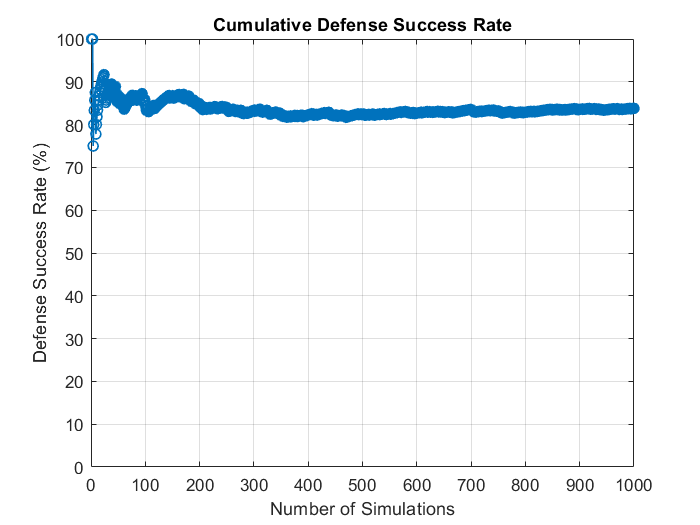 Cumulative Defense Success Rate
100
90
80
70
60
50
40
30
20
10
0
Defense Success Rate (%)
0 100 200 300 400 500 600 700 800 900 1000
Number of Simulations